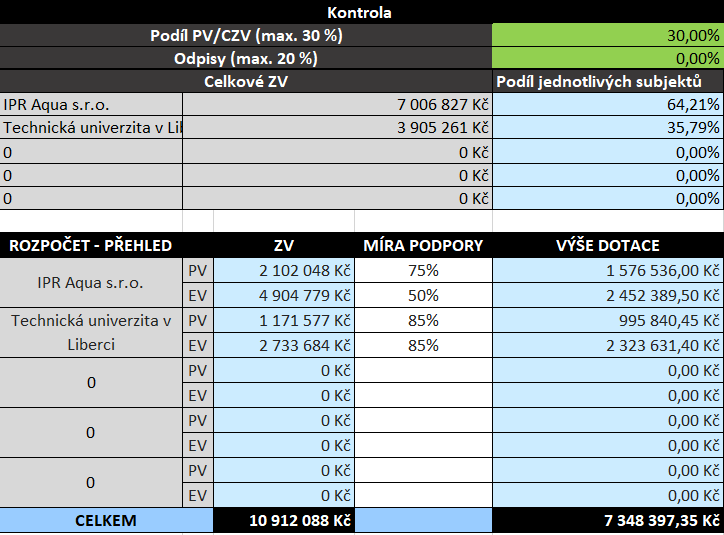 Kontrola
Podíl PV/CZV (max. 30 %) 30,00%
Odpisy (max. 20 %) 0,00%
Celkové ZV Podíl jednotlivých subjektů
IPR Aqua s.r.o. 7 006 827 Kč 64,21%
Technická univerzita v Lil 3 905 261 Kč 35,79%
0 0 Kč 0,00%
0 0 Kč 0,00%
0 0 Kč 0,00%
ROZPOČET - PŘEHLED ZV MÍRA PODPORY VÝŠE DOTACE
IPR Aqua s.r.o. PV 2 102 048 Kč 75% 1 576 536,00 Kč
EV 4 904 779 Kč 50% 2 452 389,50 Kč
Technická univerzita v Liberci PV 1 171 577 Kč 85% 995 840,45 Kč
EV 2 733 684 Kč 85% 2 323 631,40 Kč
0 PV 0 Kč 0,00 Kč
EV 0 Kč 0,00 Kč
0 PV 0 Kč 0,00 Kč
EV 0 Kč 0,00 Kč
0 PV 0 Kč 0,00 Kč
EV 0 Kč 0,00 Kč
CELKEM 10 912 088 Kč 7 348 397,35 Kč